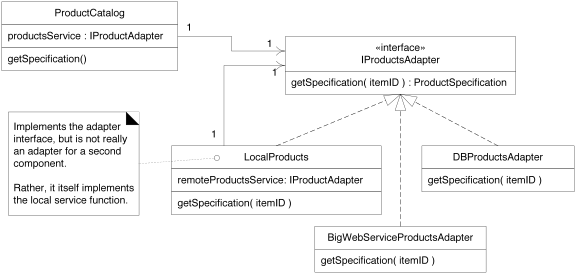 ProductCatalog
productsService : IProductAdapter
getSpecification()
1
1
1
1
«interface»
IProductsAdapter
getSpecification( itemID ) : ProductSpecification
Implements the adapter
interface, but is not really
an adapter for a second
component.
Rather, it itself implements
the local service function.
LocalProducts
remoteProductsService: IProductAdapter
getSpecification( itemID )
DBProductsAdapter
getSpecification( itemID )
BigWebServiceProductsAdapter
getSpecification( itemID )